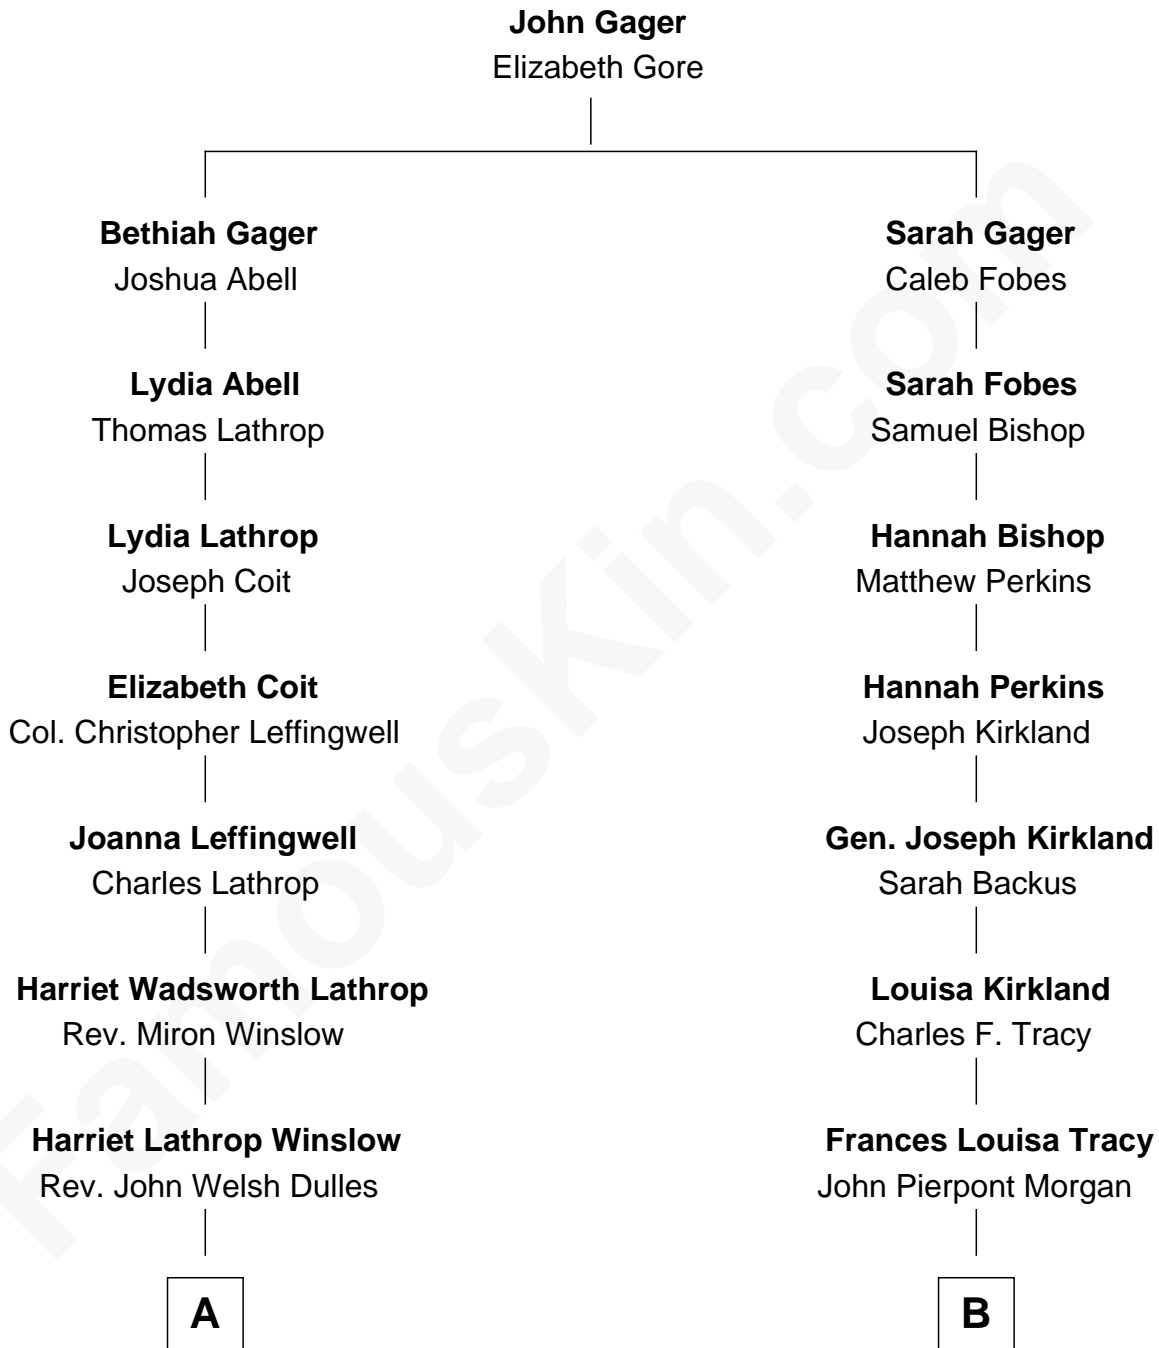 John Gager
Elizabeth Gore
Bethiah Gager
Joshua Abell
Sarah Gager
Caleb Fobes
Lydia Abell
Thomas Lathrop
Sarah Fobes
Samuel Bishop
Lydia Lathrop
Joseph Coit
Hannah Bishop
Matthew Perkins
Elizabeth Coit
Col. Christopher Leffingwell
Hannah Perkins
Joseph Kirkland
Joanna Leffingwell
Charles Lathrop
Gen. Joseph Kirkland
Sarah Backus
Harriet Wadsworth Lathrop
Rev. Miron Winslow
Louisa Kirkland
Charles F. Tracy
Harriet Lathrop Winslow
Rev. John Welsh Dulles
Frances Louisa Tracy
John Pierpont Morgan
A
B
FamousKin.com